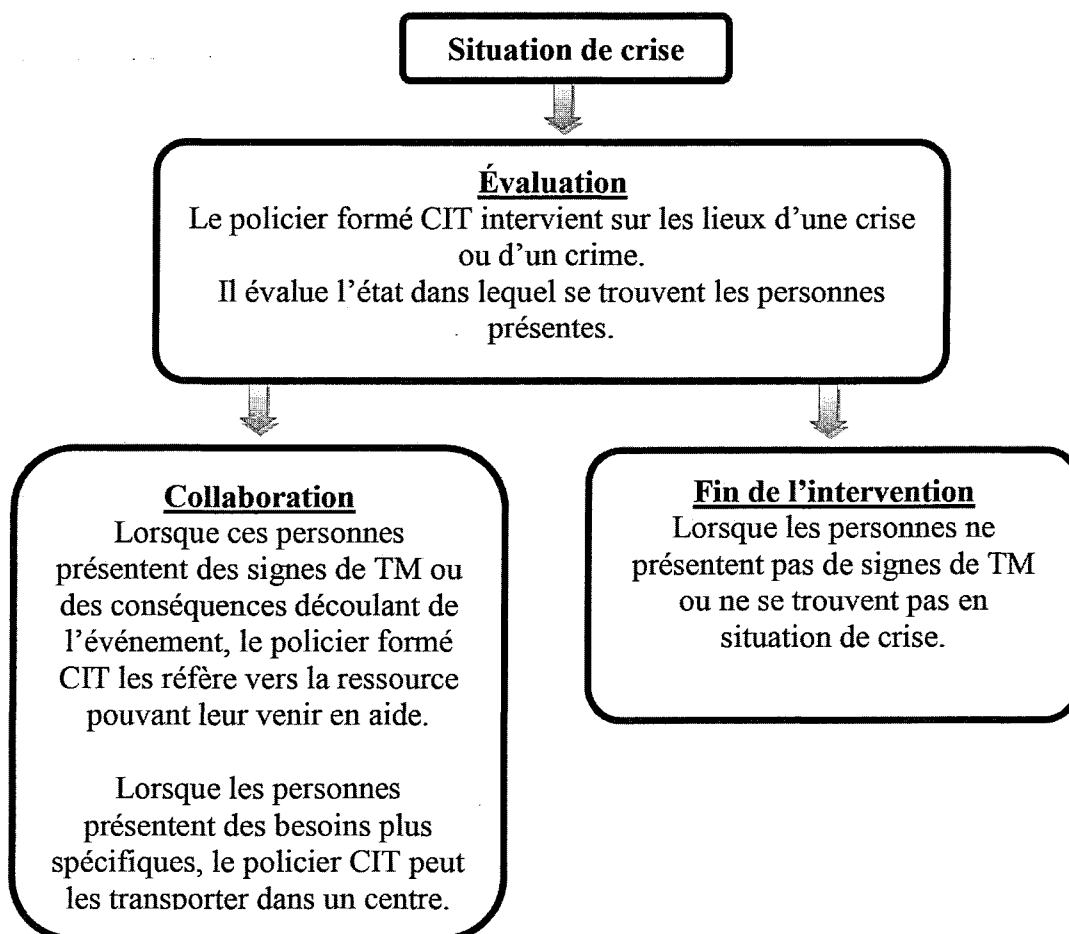 Situation de crise
Évaluation
Le policier formé CIT intervient sur les lieux d'une crise
ou d'un crime.
Il évalue l'état dans lequel se trouvent les personnes
présentes.
Collaboration
Lorsque ces personnes
présentent des signes de TM ou
des conséquences découlant de
l'événement, le policier formé
CIT les réfère vers la ressource
pouvant leur venir en aide.
Lorsque les personnes
présentent des besoins plus
spécifiques, le policier CIT peut
les transporter dans un centre.
Fin de l'intervention
Lorsque les personnes ne
présentent pas de signes de TM
ou ne se trouvent pas en
situation de crise.